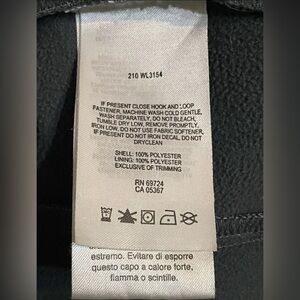 210 WL3154
IF PRESENT CLOSE HOOK AND LOOP
FASTENER, MACHINE WASH COLD GENTLE,
WASH SEPARATELY, DO NOT BLEACH,
TUMBLE DRY LOW, REMOVE PROMPTLY,
IRON LOW, DO NOT USE FABRIC SOFTENER,
IF PRESENT DO NOT IRON DECAL, DO NOT
DRYCLEAN
SHELL: 100% POLYESTER
LINING: 100% POLYESTER
EXCLUSIVE OF TRIMMING
RN 69724
CA 05367
estremo. Evitare di esporre
questo capo a calore forte,
fiamma o scintille.